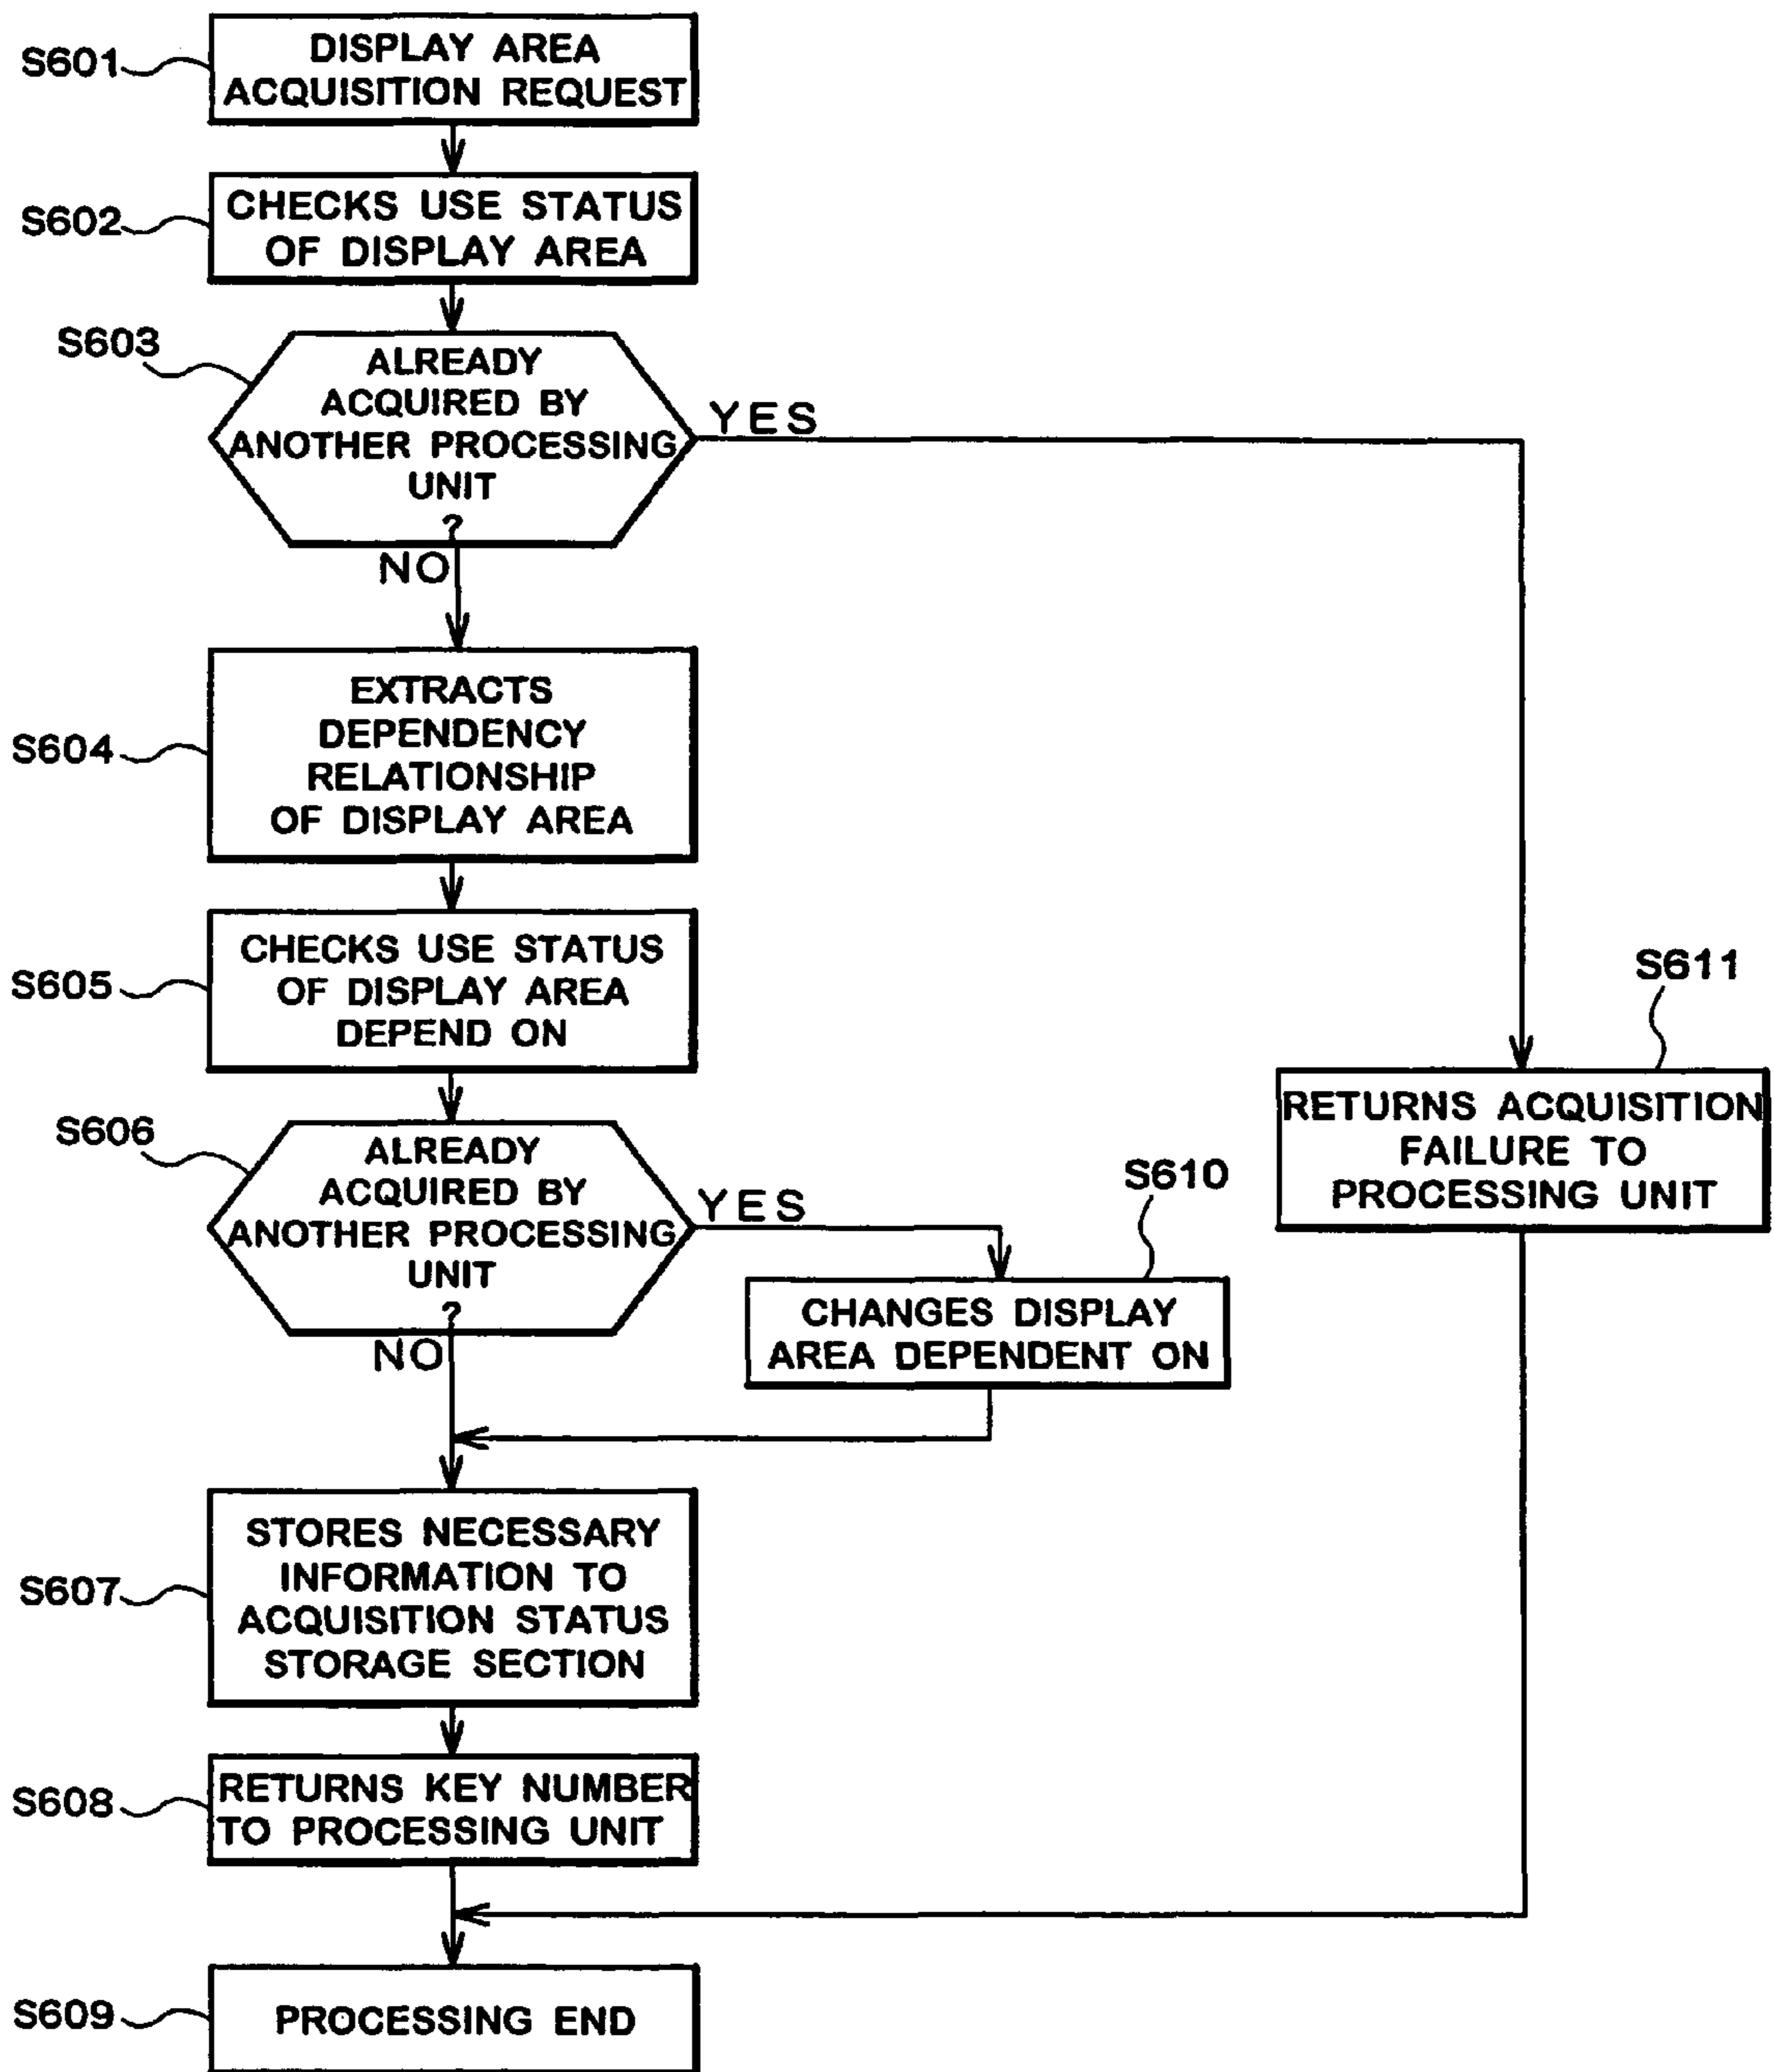 S601
DISPLAY AREA
ACQUISITION REQUEST
S602
CHECKS USE STATUS
OF DISPLAY AREA
S603
ALREADY
ACQUIRED BY
ANOTHER PROCESSING
UNIT
?
YES
NO
S604
EXTRACTS
DEPENDENCY
RELATIONSHIP
OF DISPLAY AREA
S605
CHECKS USE STATUS
OF DISPLAY AREA
DEPEND ON
S611
RETURNS ACQUISITION
FAILURE TO
PROCESSING UNIT
S606
ALREADY
ACQUIRED BY
ANOTHER PROCESSING
UNIT
?
YES
NO
S610
CHANGES DISPLAY
AREA DEPENDENT ON
S607
STORES NECESSARY
INFORMATION TO
ACQUISITION STATUS
STORAGE SECTION
S608
RETURNS KEY NUMBER
TO PROCESSING UNIT
S609
PROCESSING END